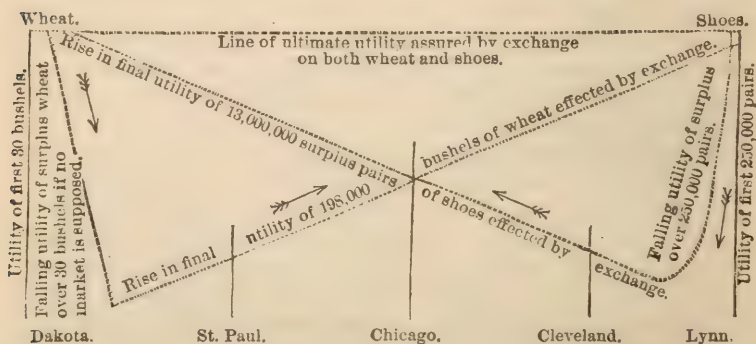 Wheat.
Shoes.
Line of ultimate utility assured by exchange
on both wheat and shoes.
Utility of first 30 bushels.
Falling utility of surplus wheat
over 30 bushels if no
market is supposed.
Rise in final utility of 13,000,000 surplus pairs
of shoes effected by
exchange.
Rise in final
ntility of 198,000
bushels of wheat effected by exchange.
Falling utility of surplus
over 250,000 pairs.
Utility of first 250,000 pairs.
Dakota.
St. Paul.
Chicago.
Cleveland.
Lynn.